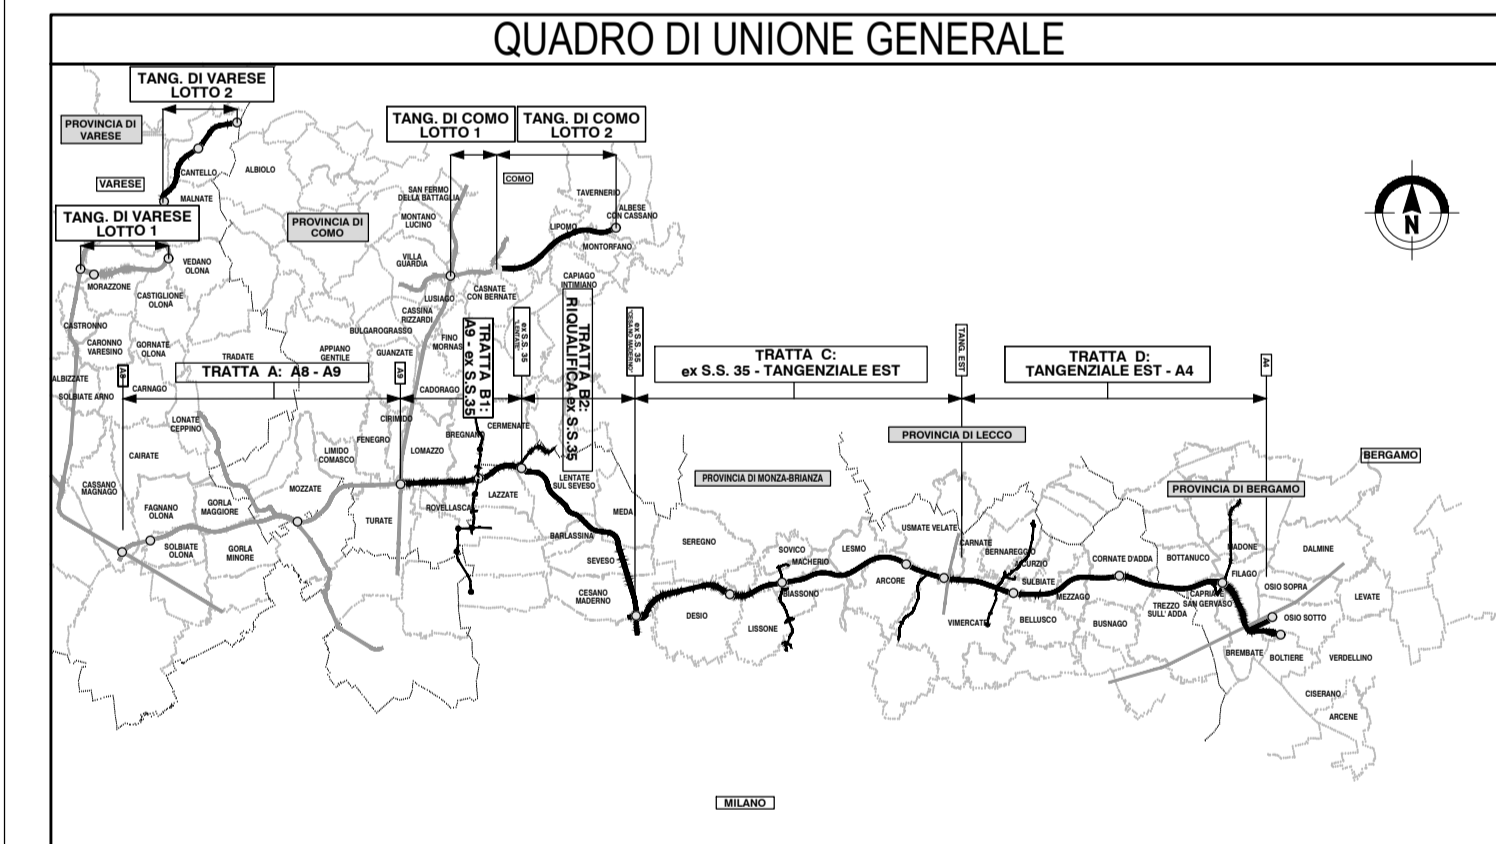 QUADRO DI UNIONE GENERALE
TANG. DI VARESE
LOTTO 2
PROVINCIA DI
VARESE
CANTELLO
ALBIOLO
VARESE
MALNATE
TANG. DI VARESE
LOTTO 1
PROVINCIA DI
COMO
VEDANO
OLONA
MORAZZONE
CASTIGLIONE
OLONA
TANG. DI COMO
LOTTO 1
TANG. DI COMO
LOTTO 2
COMO
SAN FERMO
DELLA BATTAGLIA
MONTANO
LUCINO
VILLA
GUARDIA
TAVERNERIO
ALBESE
CON CASSANO
LIPOMO
MONTORFANO
CAPIAGO
INTIMIANO
CASNATE
CON BERNATE
LUSIAGO
CASSINA
RIZZARDI
BULGAROGRASSO
FINO
MORNAS
N
CASTRONNO
CARONNO
VARESINO
GORNATE
OLONA
TRADATE
APPIANO
GENTILE
GUANZATE
ALBIZZATE
SOLBIATE ARNO
CARNAGO
A8
TRATTA A: A8 - A9
A9
CADORAGO
TRATTA B1:
A9 - ex S.S.35
ex S.S. 35
"LENTATE"
TRATTA B2:
RIQUALIFICA ex S.S.35
ex S.S. 35
"CESANO MADERNO"
TRATTA C:
ex S.S. 35 - TANGENZIALE EST
TANG. EST
TRATTA D:
TANGENZIALE EST - A4
A4
LONATE
CEPPINO
CIRIMIDO
FENEGRO
LIMIDO
COMASCO
LOMAZZO
BREGNANO
CERMENATE
CAIRATE
CASSANO
MAGNAGO
FAGNANO
OLONA
GORLA
MAGGIORE
MOZZATE
TURATE
ROVELLASCA
LAZZATE
LENTATE
SUL SEVESO
MEDA
SOLBIATE
OLONA
GORLA
MINORE
BARLASSINA
SEVESO
CESANO
MADERNO
PROVINCIA DI LECCO
PROVINCIA DI MONZA-BRIANZA
BERGAMO
PROVINCIA DI BERGAMO
SEREGNO
SOVICO
MACHERIO
LESMO
USMATE VELATE
CARNATE
BERNAREGGIO
BIASSONO
ARCORE
DESIO
LISSONE
VIMERCATE
SULBIATE
MEZZAGO
BELLUSCO
CORNATE D'ADDA
BOTTANUCO
BUSNAGO
TREZZO
SULL' ADDA
CAPRIATE
SAN GERVASO
MADONE
FILAGO
DALMINE
OSIO SOPRA
LEVATE
OSIO SOTTO
BREMBATE
BOLTIERE
VERDELLINO
CISERANO
ARCENE
MILANO